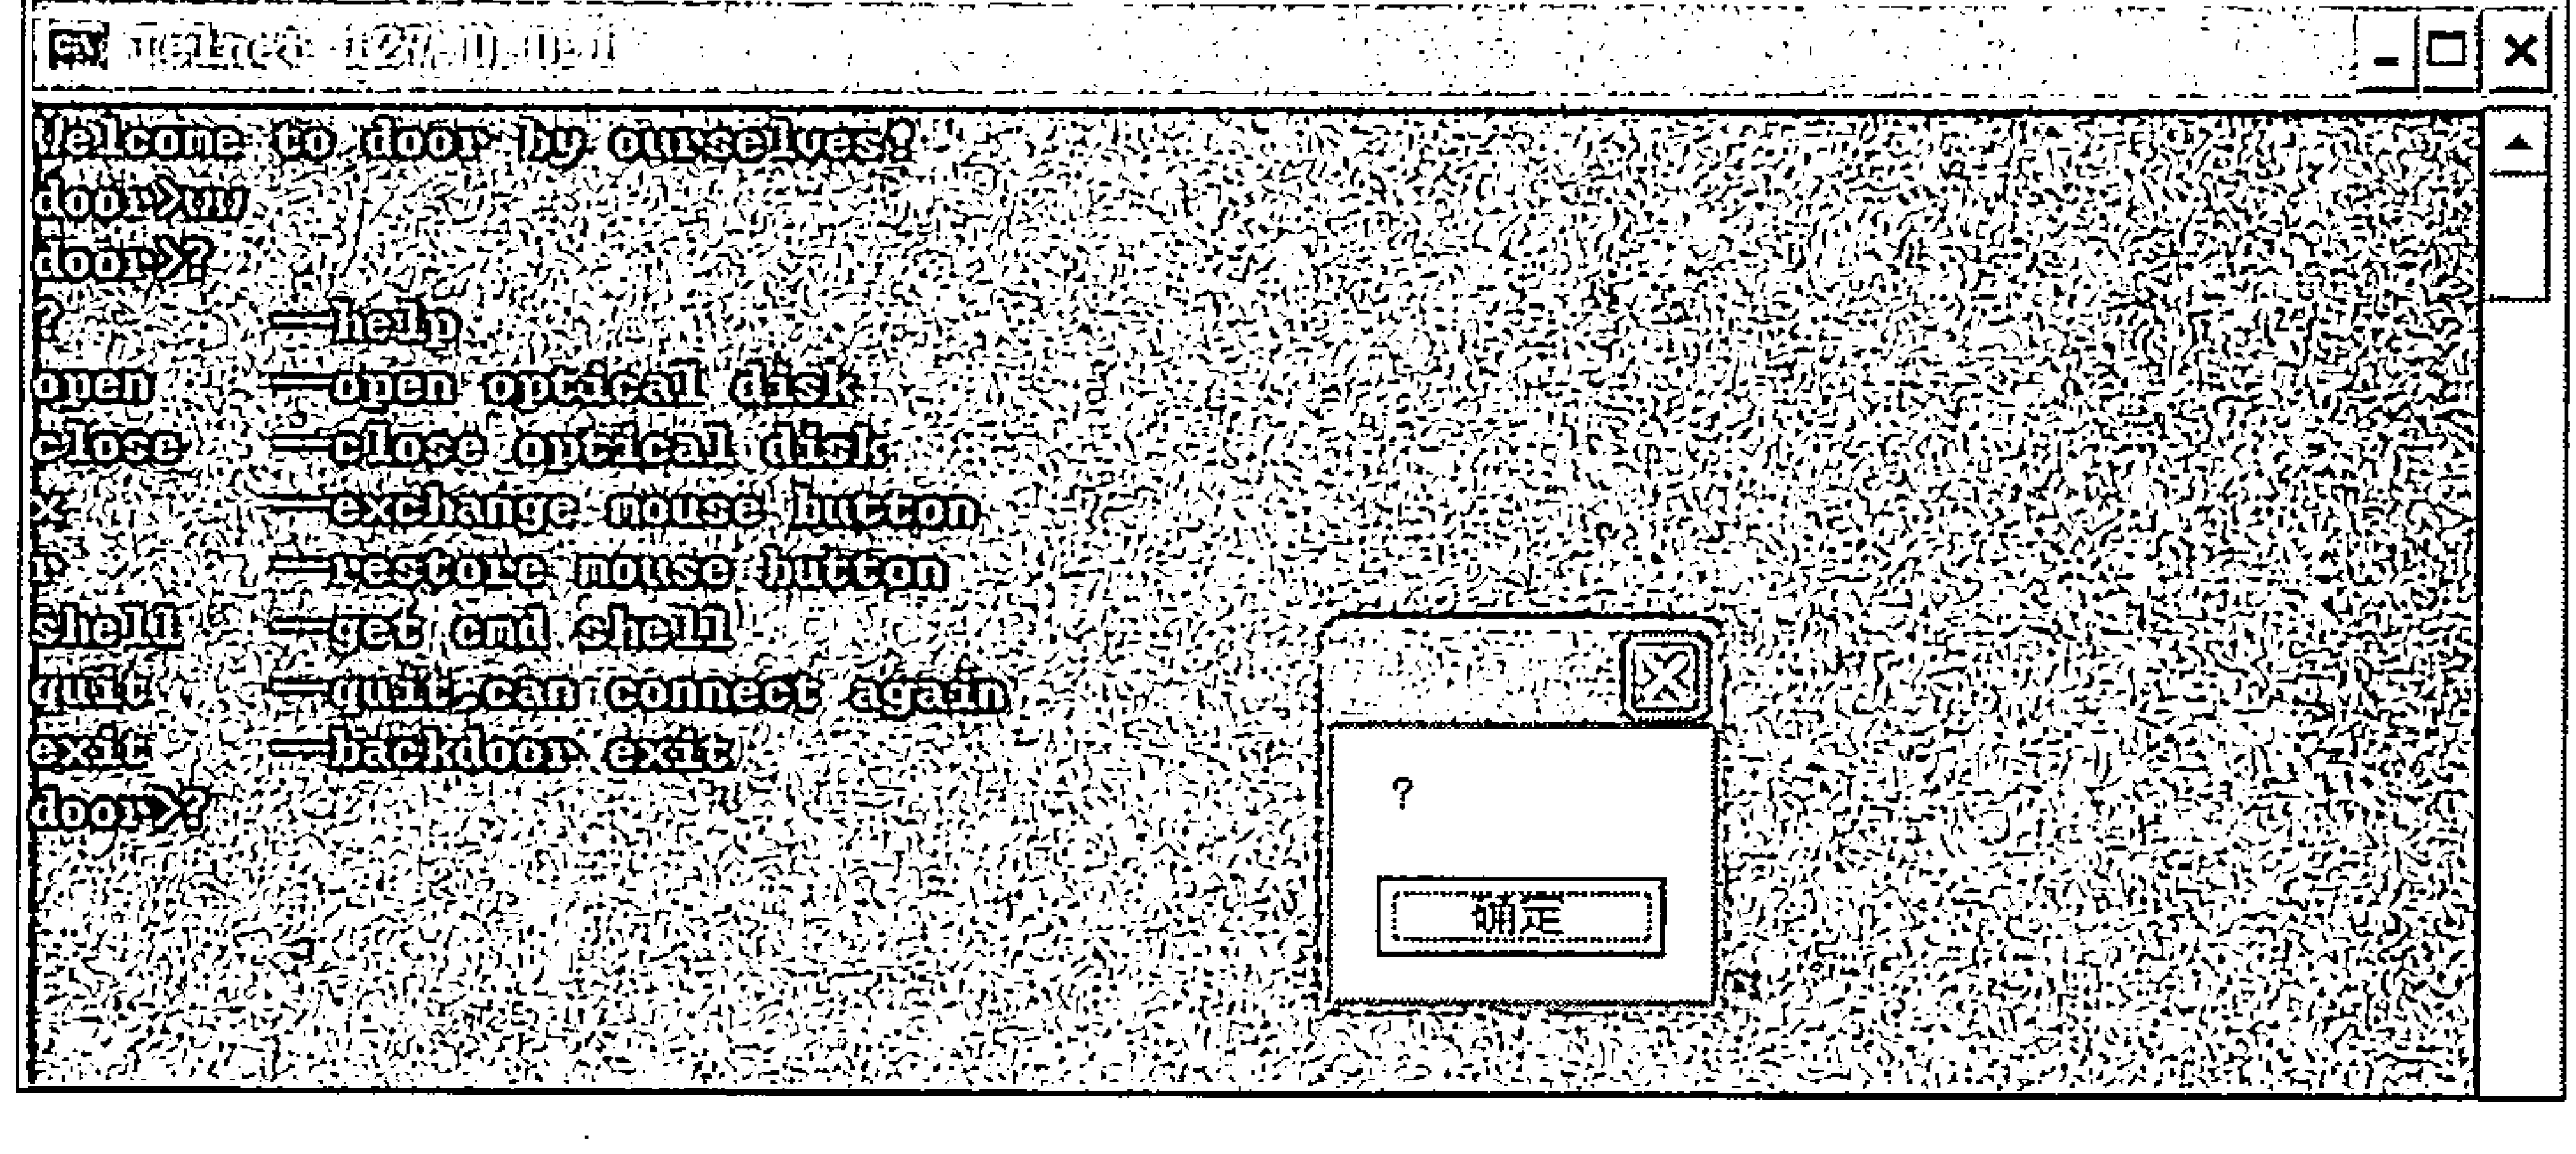 Telnet 127.0.0.1
Welcome to door by ourselves!
door>
door>?
? ==help
open ==open optical disk
close ==close optical disk
x ==exchange mouse button
r ==restore mouse button
shell ==get cmd shell
quit ==quit,can connect again
exit ==backdoor exit
door>?
?
确定